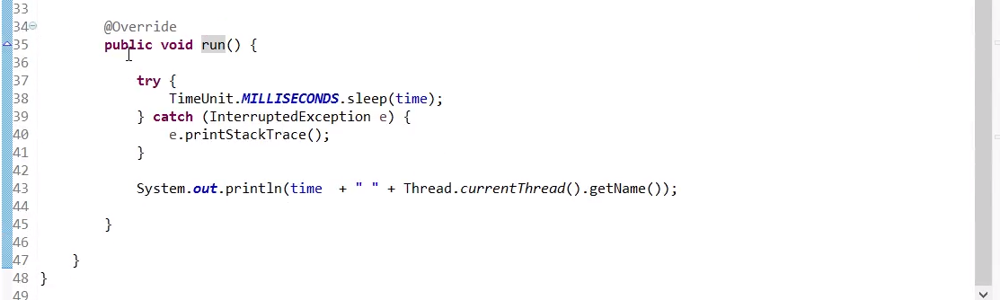 33
34 @Override
35 public void run() {
36
37 try {
38 TimeUnit.MILLISECONDS.sleep(time);
39 } catch (InterruptedException e) {
40 e.printStackTrace();
41 }
42
43 System.out.println(time  + " " + Thread.currentThread().getName());
44
45 }
46
47 }
48 }
49